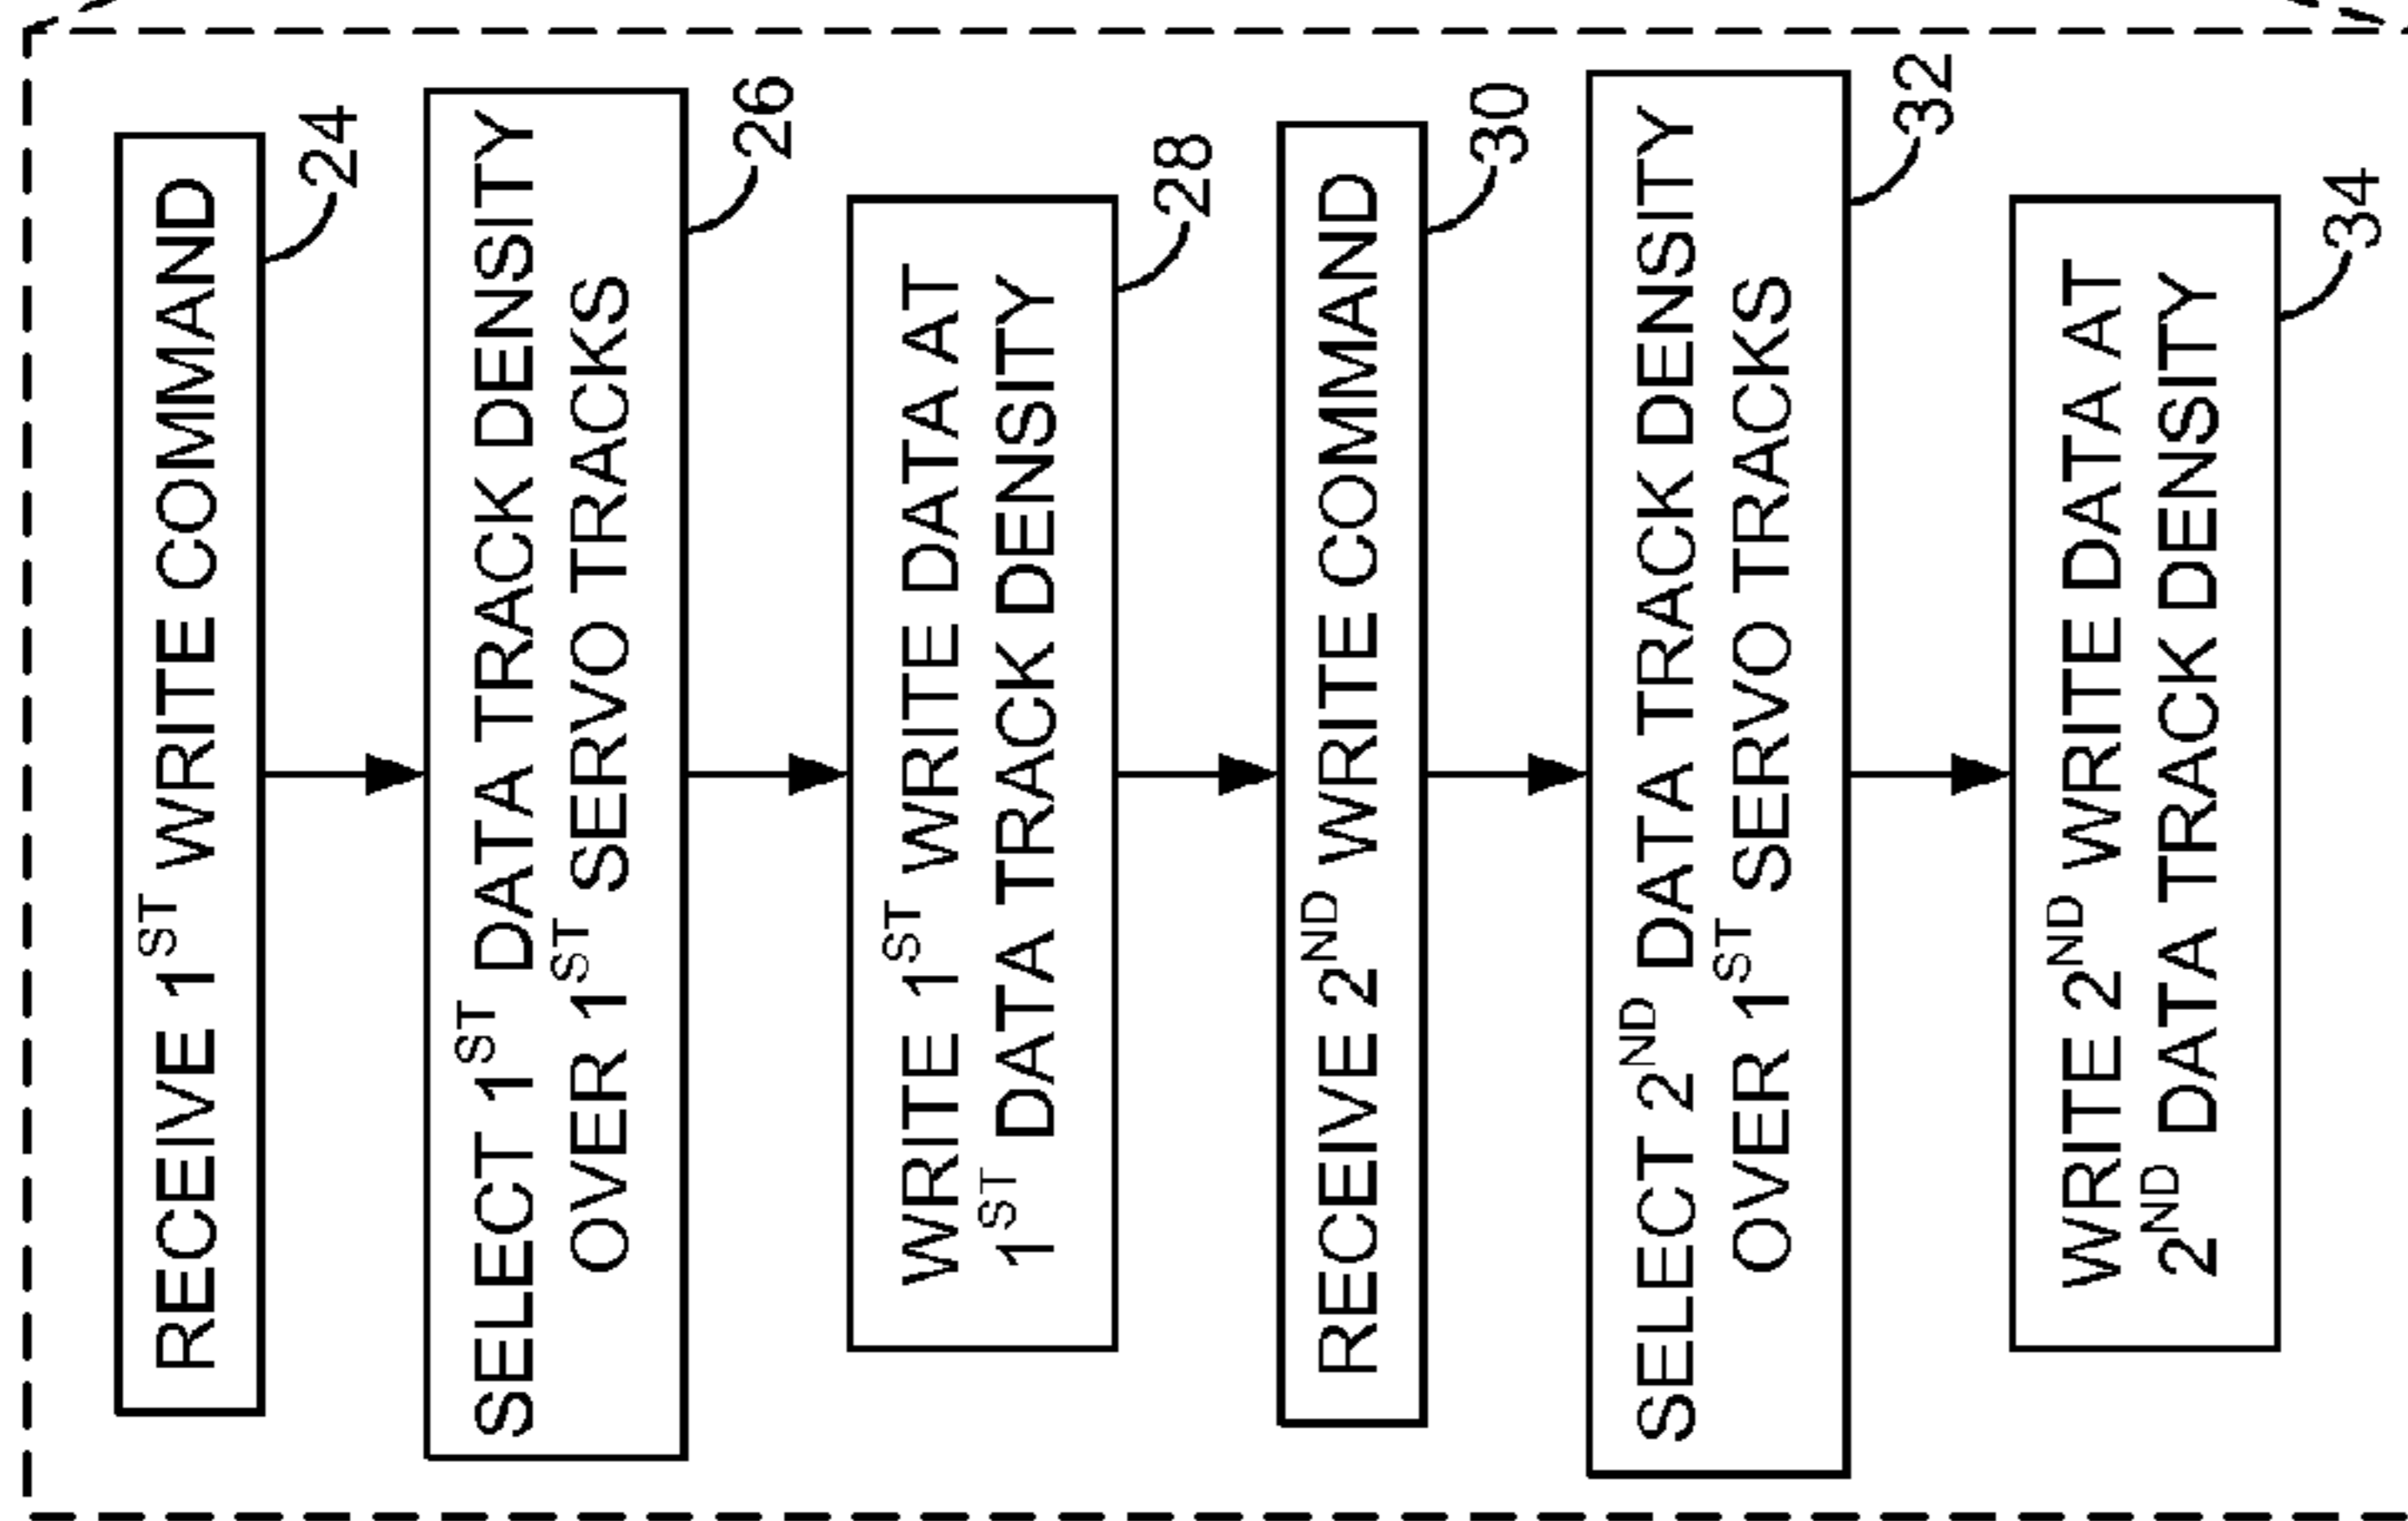 RECEIVE 1ST WRITE COMMAND
24
SELECT 1ST DATA TRACK DENSITY
OVER 1ST SERVO TRACKS
26
WRITE 1ST WRITE DATA AT
1ST DATA TRACK DENSITY
28
RECEIVE 2ND WRITE COMMAND
30
SELECT 2ND DATA TRACK DENSITY
OVER 1ST SERVO TRACKS
32
WRITE 2ND WRITE DATA AT
2ND DATA TRACK DENSITY
34